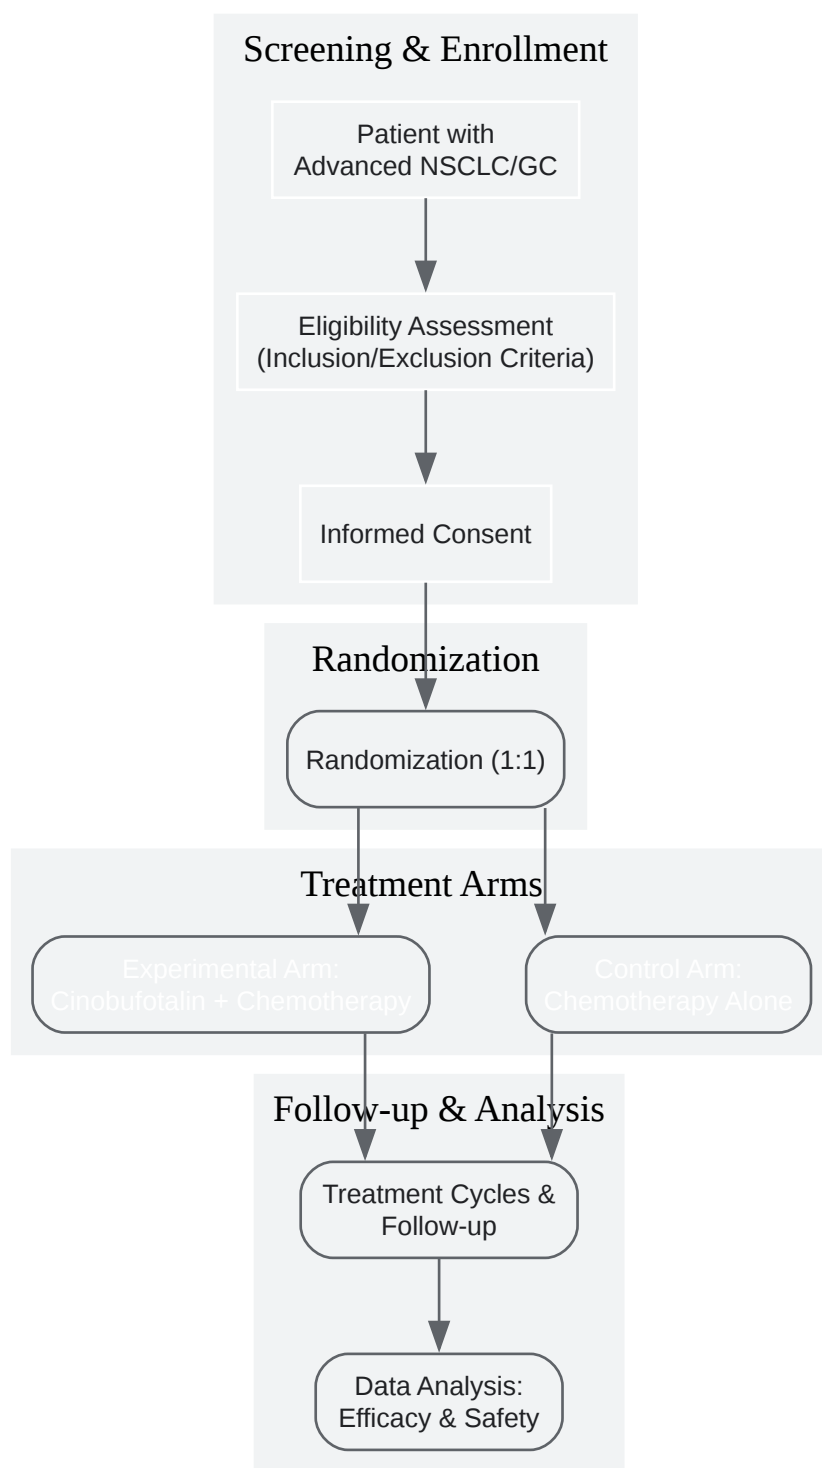 Screening & Enrollment
Patient with
Advanced NSCLC/GC
Eligibility Assessment
(Inclusion/Exclusion Criteria)
Informed Consent
Randomization
Randomization (1:1)
Treatment Arms
Experimental Arm:
Cinobufotalin + Chemotherapy
Control Arm:
Chemotherapy Alone
Follow-up & Analysis
Treatment Cycles &
Follow-up
Data Analysis:
Efficacy & Safety